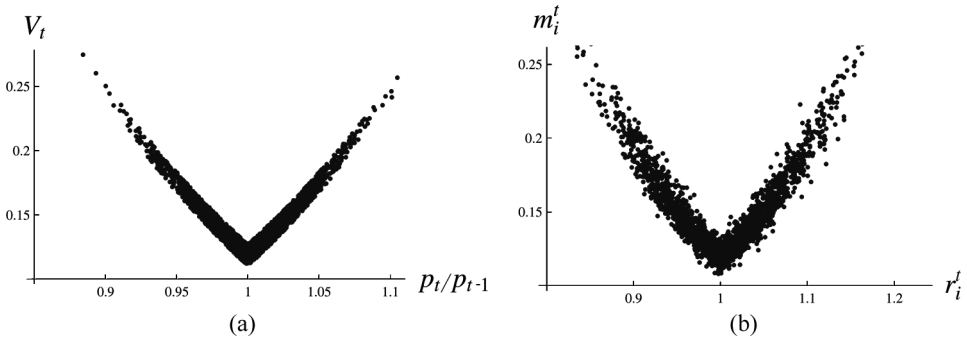 V_t
0.25
0.2
0.15
0.9 0.95 1 1.05 1.1
p_t/p_{t-1}
(a)
m_i^t
0.25
0.2
0.15
0.9 1 1.1 1.2
r_i^t
(b)